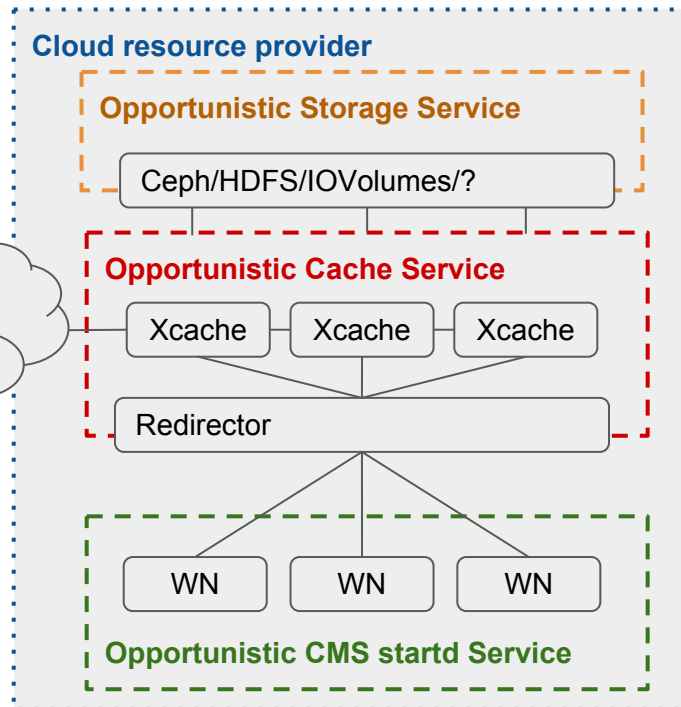 Cloud resource provider
Opportunistic Storage Service
Ceph/HDFS/IOVolumes/?
Opportunistic Cache Service
Xcache Xcache Xcache
Redirector
WN WN WN
Opportunistic CMS startd Service